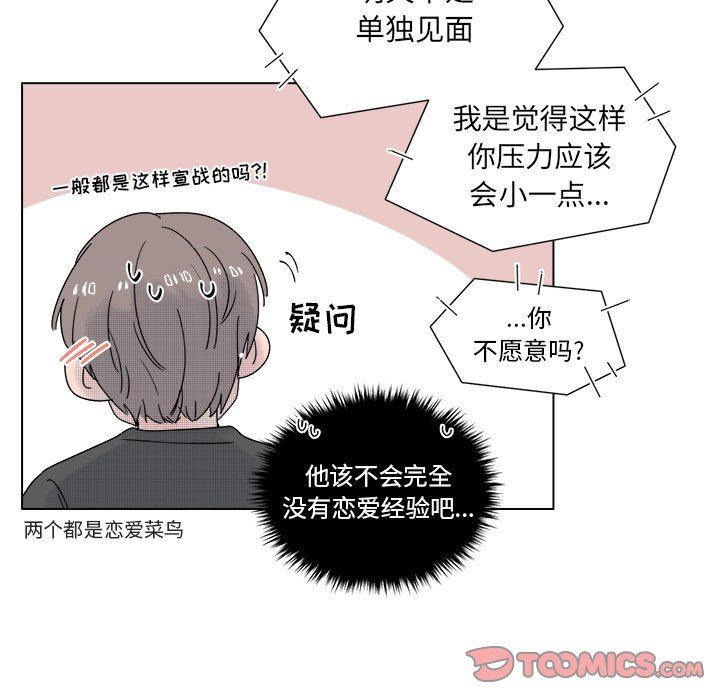 单独见面
我是觉得这样
你压力应该
会小一点...
一般都是这样宣战的吗?!
疑问
...你
不愿意吗?
他该不会完全
没有恋爱经验吧...
两个都是恋爱菜鸟
TOOMICS.com